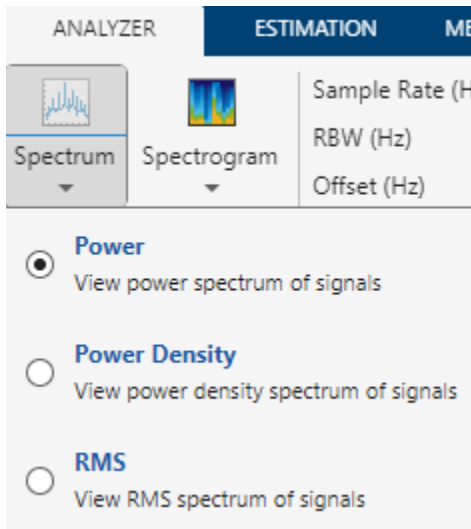 ANALYZER ESTIMATION
Spectrum Spectrogram
Sample Rate
RBW (Hz)
Offset (Hz)
Power
View power spectrum of signals
Power Density
View power density spectrum of signals
RMS
View RMS spectrum of signals